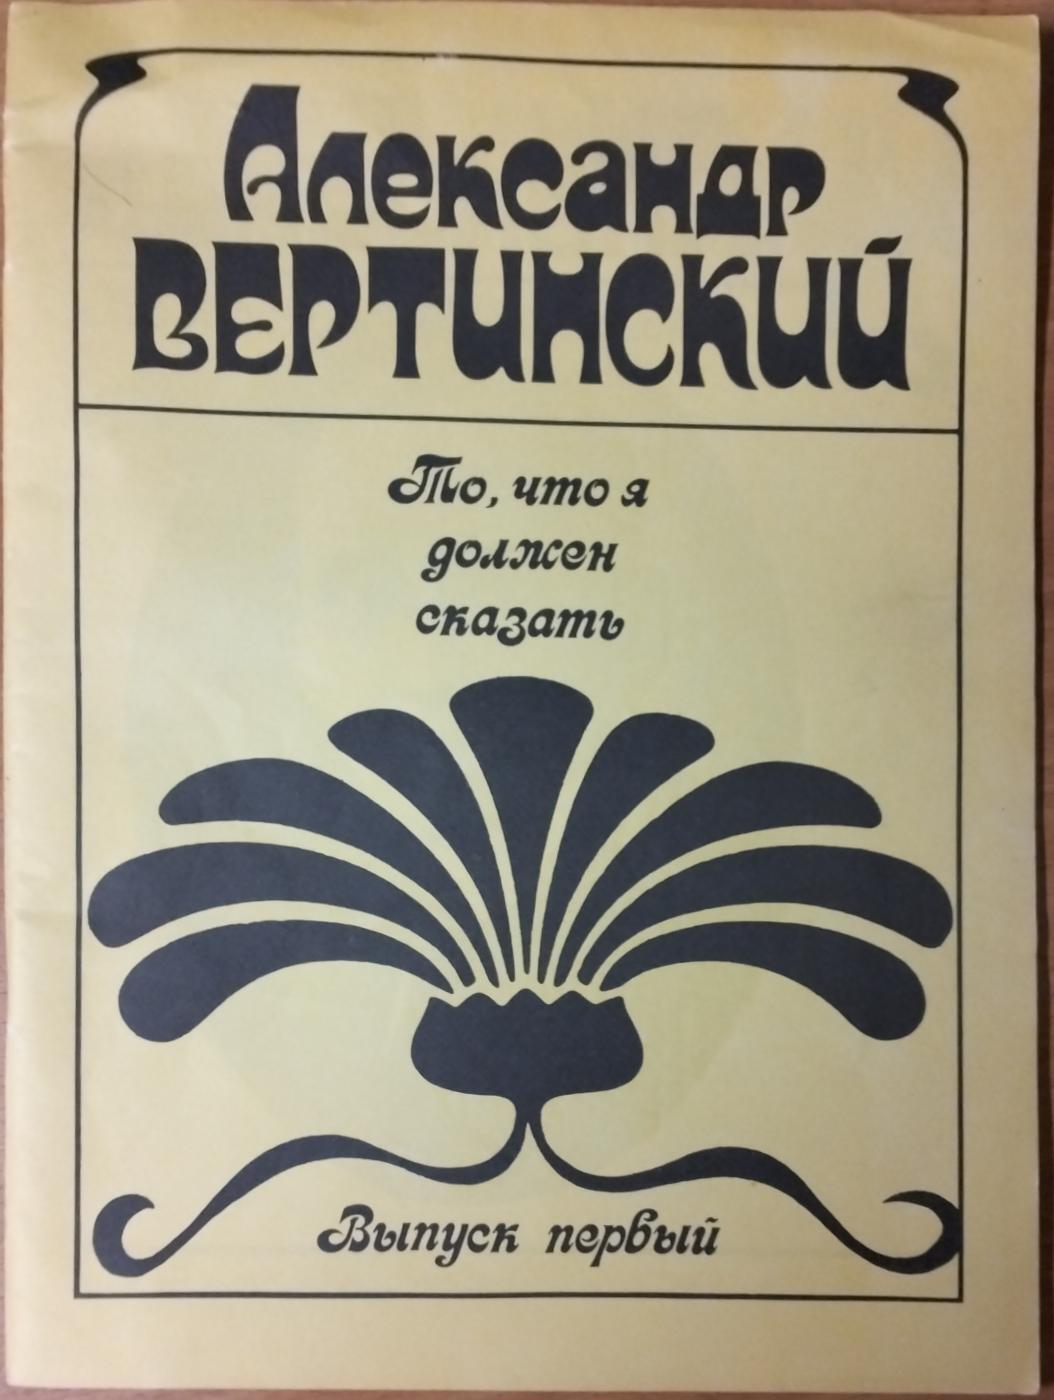 Александр
ВЕРТИНСКИЙ
То, что я
должен
сказать
Выпуск первый